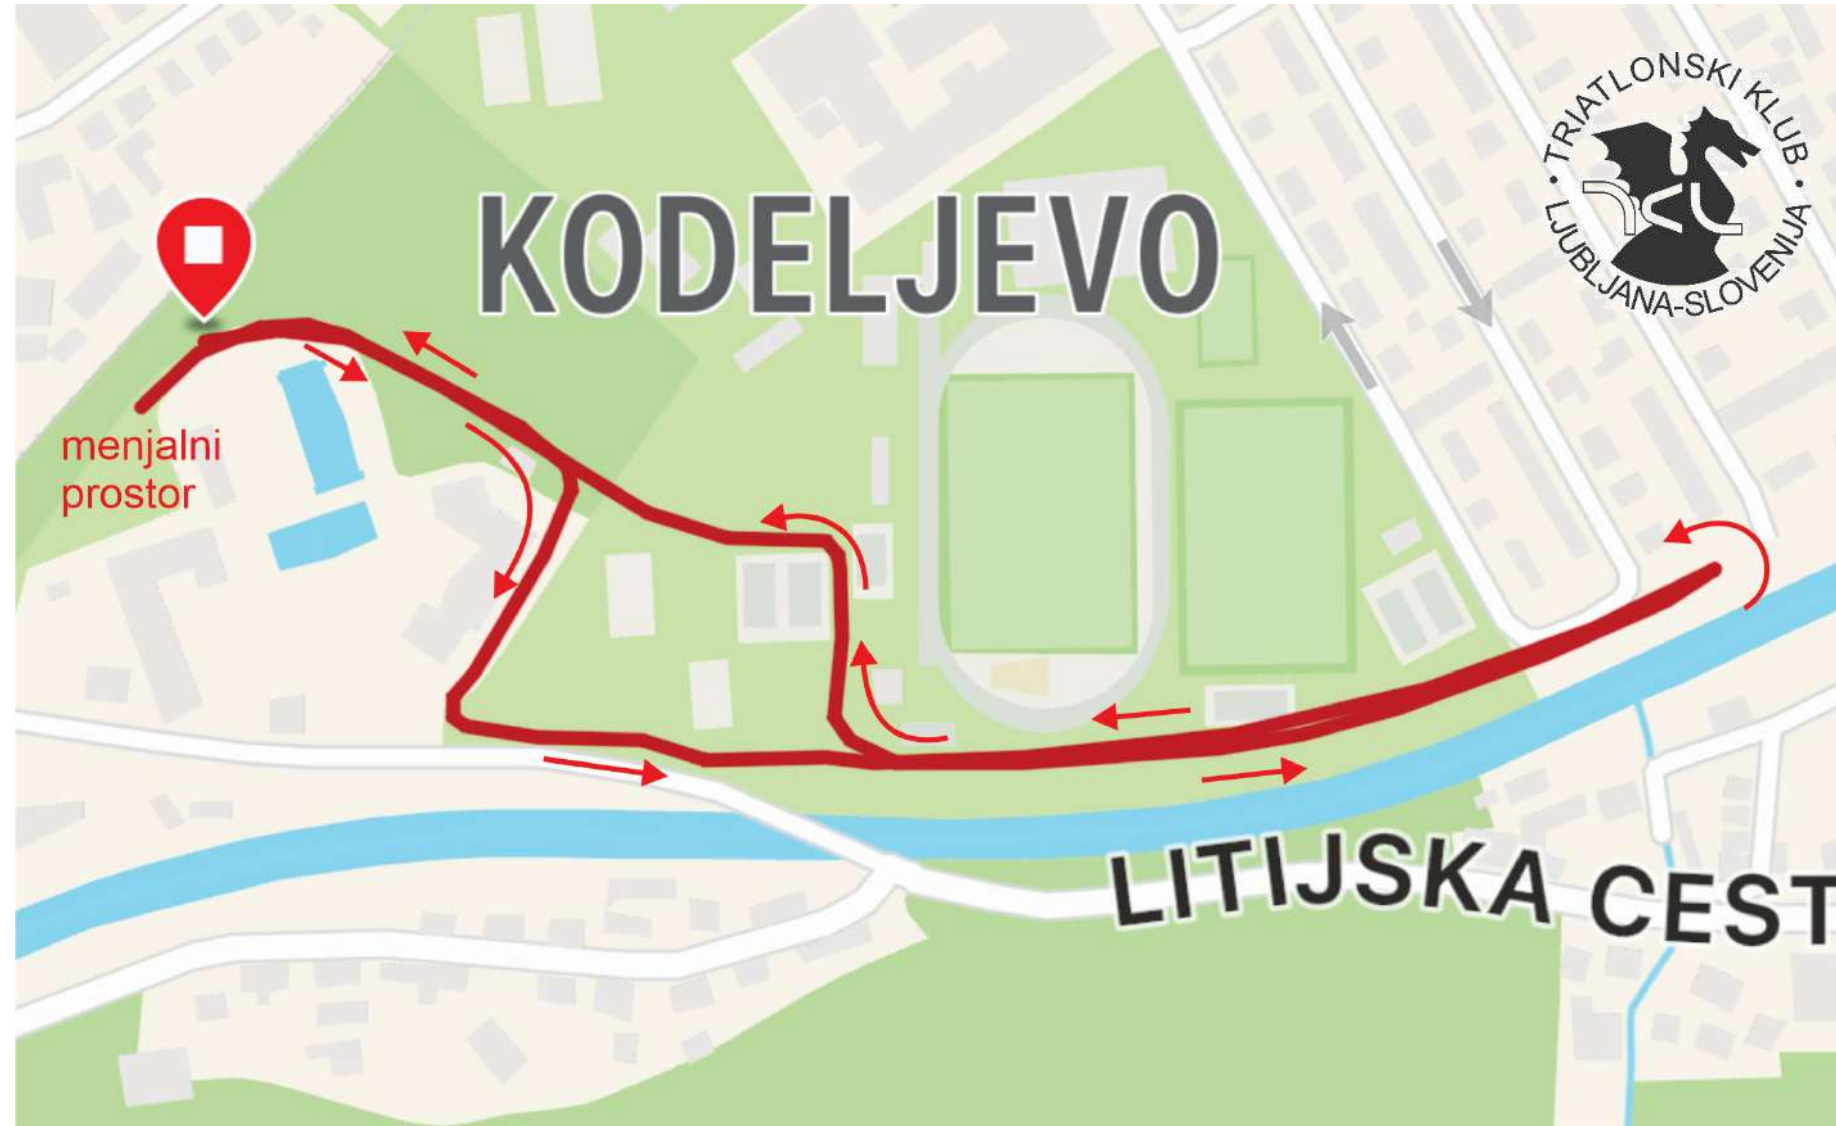 TRIATLONSKI KLUB
LJUBLJANA-SLOVENIJA
KODELJEVO
menjalni
prostor
LITIJSKA CEST